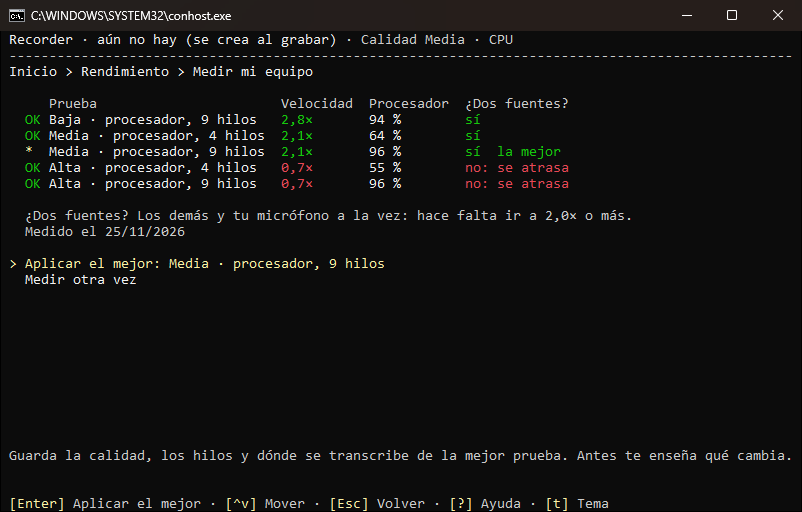 C:\WINDOWS\SYSTEM32\conhost.exe
Recorder · aún no hay (se crea al grabar) · Calidad Media · CPU
--------------------------------------------------------------------------------------------------
Inicio > Rendimiento > Medir mi equipo
Prueba Velocidad Procesador ¿Dos fuentes?
OK Baja · procesador, 9 hilos 2,8× 94 % sí
OK Media · procesador, 4 hilos 2,1× 64 % sí
* Media · procesador, 9 hilos 2,1× 96 % sí la mejor
OK Alta · procesador, 4 hilos 0,7× 55 % no: se atrasa
OK Alta · procesador, 9 hilos 0,7× 96 % no: se atrasa
¿Dos fuentes? Los demás y tu micrófono a la vez: hace falta ir a 2,0× o más.
Medido el 25/11/2026
> Aplicar el mejor: Media · procesador, 9 hilos
Medir otra vez
Guarda la calidad, los hilos y dónde se transcribe de la mejor prueba. Antes te enseña qué cambia.
[Enter] Aplicar el mejor · [^v] Mover · [Esc] Volver · [?] Ayuda · [t] Tema